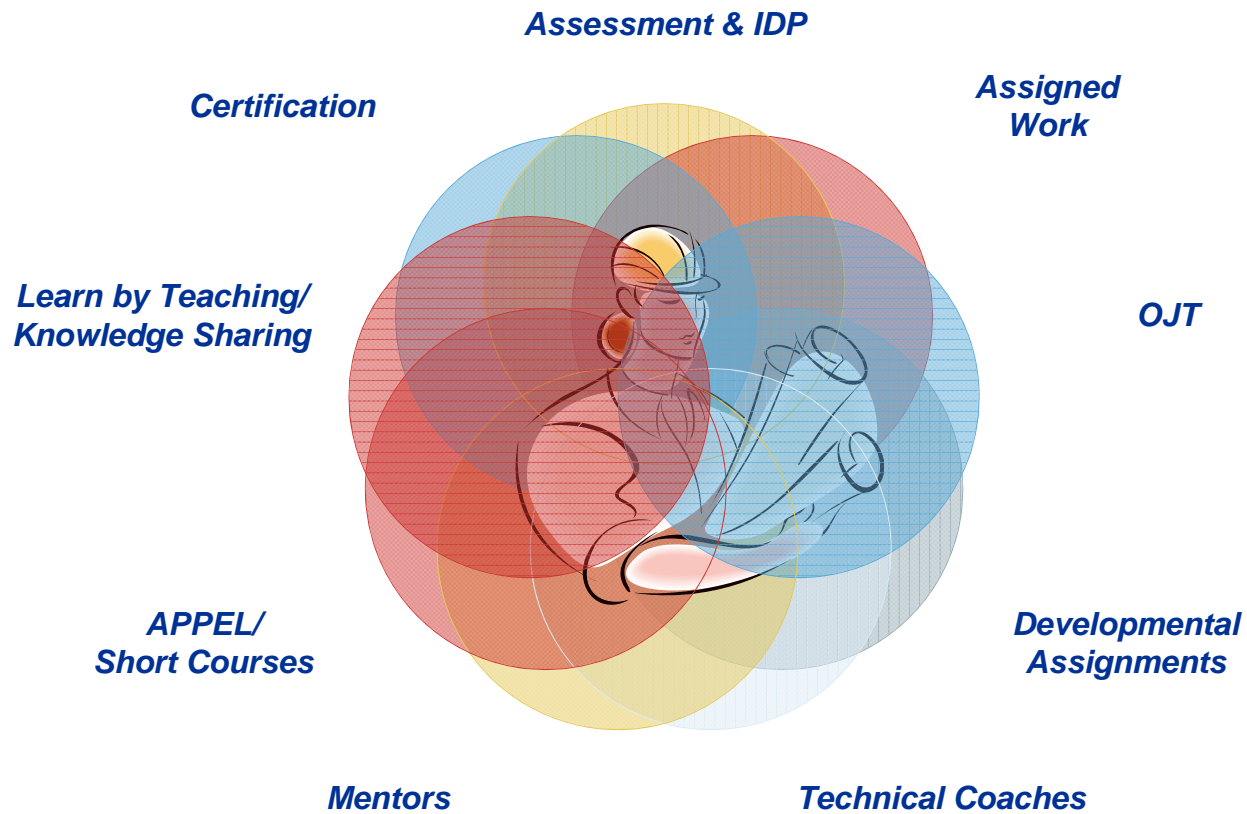 Assessment & IDP
Certification
Assigned
Work
Learn by Teaching/
Knowledge Sharing
OJT
APPEL/
Short Courses
Developmental
Assignments
Mentors
Technical Coaches